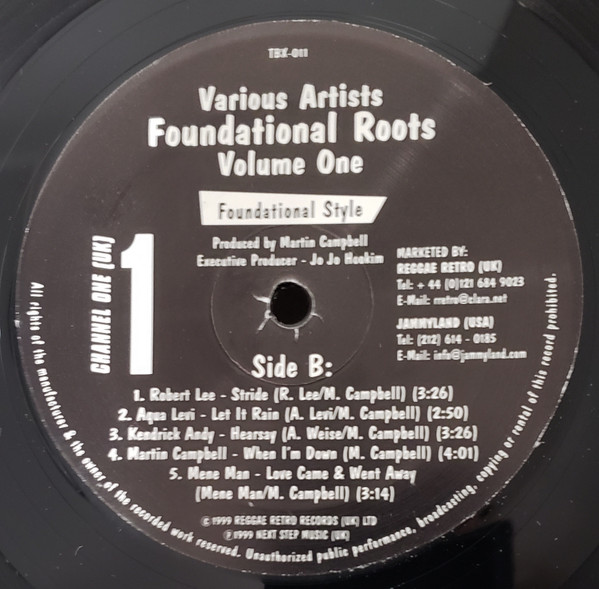 TBX-011
Various Artists
Foundational Roots
Volume One
Foundational Style
Produced by Martin Campbell
Executive Producer - Jo Jo Hookim
CHANNEL ONE (UK)
1
MARKETED BY:
REGGAE RETRO (UK)
Tel: + 44 (0)121 684 9023
E-Mail: rretro@clara.net
JAMMYLAND (USA)
Tel: (212) 614 - 0185
E-Mail: info@jammyland.com
Side B:
1. Robert Lee - Stride (R. Lee/M. Campbell) (3:26)
2. Aqua Levi - Let It Rain (A. Levi/M. Campbell) (2:50)
3. Kendrick Andy - Hearsay (A. Weise/M. Campbell) (3:26)
4. Martin Campbell - When I'm Down (M. Campbell) (4:01)
5. Mene Man - Love Came & Went Away
(Mene Man/M. Campbell) (3:14)
© 1999 REGGAE RETRO RECORDS (UK) LTD
℗ 1999 NEXT STEP MUSIC (UK)
All rights of the manufacturer & the owner of the recorded work reserved. Unauthorized public performance, broadcasting, copying or rental of this record prohibited.